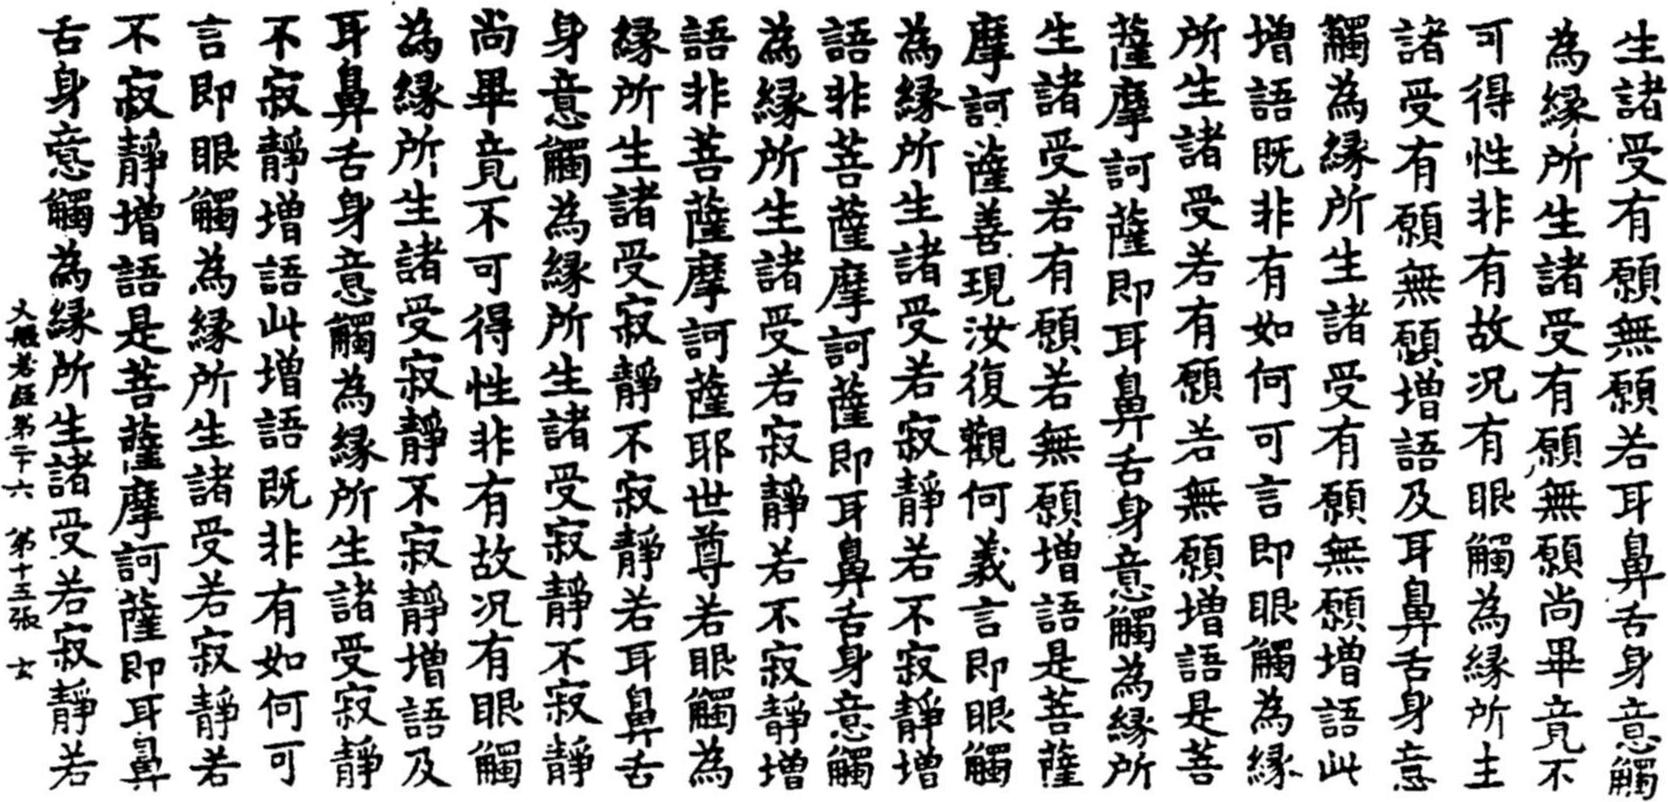 生諸受有願無願若耳鼻舌身意觸
為緣所生諸受有願無願尚畢竟不
可得性非有故况有眼觸為緣所生
諸受有願無願增語及耳鼻舌身意
觸為緣所生諸受有願無願增語此
增語既非有如何可言即眼觸為緣
所生諸受若有願若無願增語是菩
薩摩訶薩即耳鼻舌身意觸為緣所
生諸受若有願若無願增語是菩薩
摩訶薩善現汝復觀何義言即眼觸
為緣所生諸受若寂靜若不寂靜增
語非菩薩摩訶薩即耳鼻舌身意觸
為緣所生諸受若寂靜若不寂靜增
語非菩薩摩訶薩耶世尊若眼觸為
緣所生諸受寂靜不寂靜若耳鼻舌
身意觸為緣所生諸受寂靜不寂靜
尚畢竟不可得性非有故况有眼觸
為緣所生諸受寂靜不寂靜增語及
耳鼻舌身意觸為緣所生諸受寂靜
不寂靜增語此增語既非有如何可
言即眼觸為緣所生諸受若寂靜若
不寂靜增語是菩薩摩訶薩即耳鼻
舌身意觸為緣所生諸受若寂靜若
大般若經第二十六 第十五張